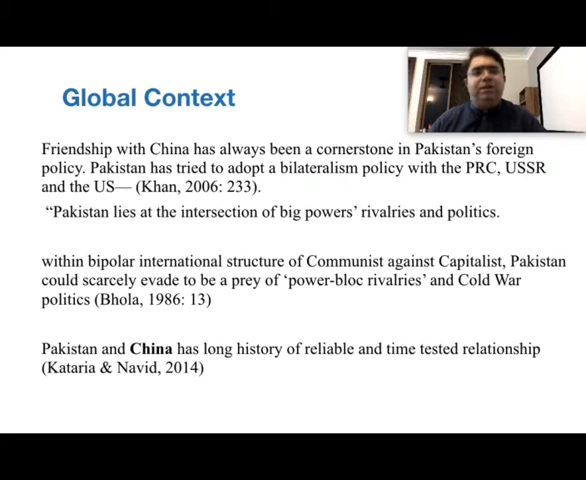 Global Context
Friendship with China has always been a cornerstone in Pakistan's foreign
policy. Pakistan has tried to adopt a bilateralism policy with the PRC, USSR
and the US— (Khan, 2006: 233).
“Pakistan lies at the intersection of big powers' rivalries and politics.
within bipolar international structure of Communist against Capitalist, Pakistan
could scarcely evade to be a prey of ‘power-bloc rivalries’ and Cold War
politics (Bhola, 1986: 13)
Pakistan and China has long history of reliable and time tested relationship
(Kataria & Navid, 2014)